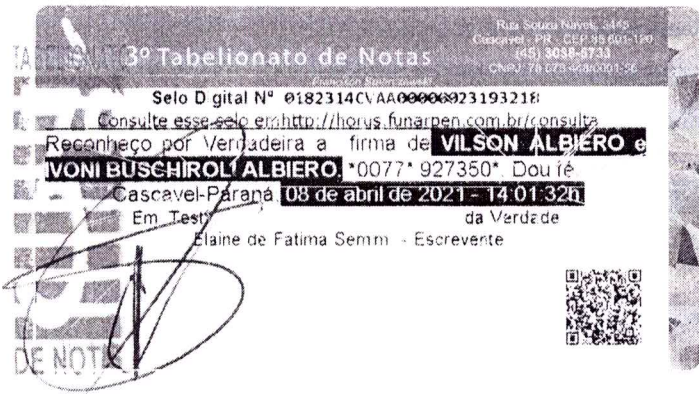 Rua Souza Naves, 3445
Cascavel - PR - CEP 85.801-120
(45) 3038-5733
3º Tabelionato de Notas
Selo D gital Nº 0182314CVAA00000923193218
Consulte esse selo em http://horus.funarpen.com.br/consulta
Reconheço por Verdadeira a firma de VILSON ALBIERO e
IVONI BUSCHIROLI ALBIERO, *0077* 927350*. Dou fé
Cascavel-Paraná, 08 de abril de 2021 - 14:01:32h
Em Test da Verdade
Elaine de Fatima Semm - Escrevente
DE NOTAS